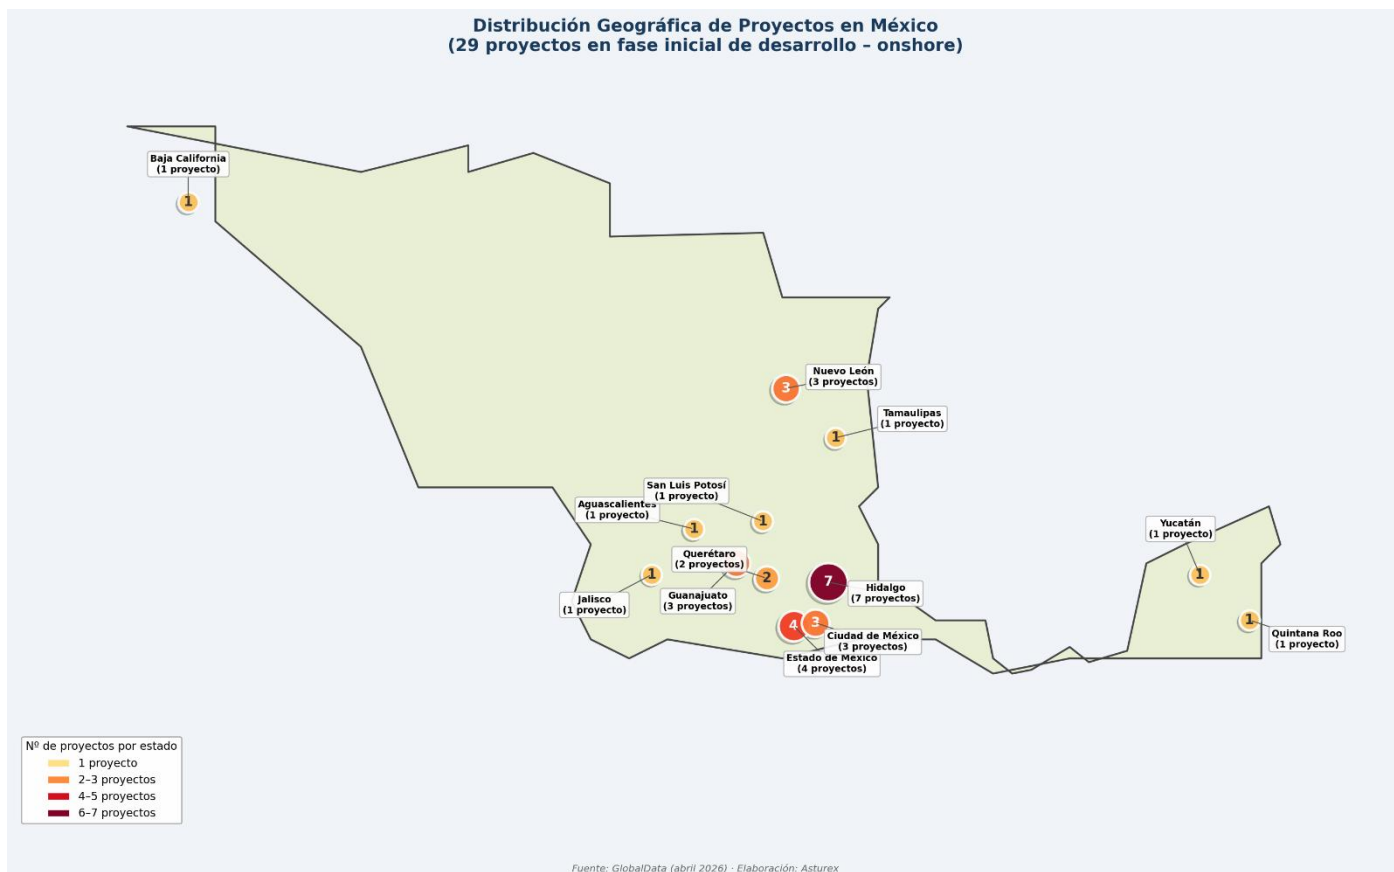 Distribución Geográfica de Proyectos en México
(29 proyectos en fase inicial de desarrollo – onshore)
Baja California
(1 proyecto)
1
Nuevo León
(3 proyectos)
3
Tamaulipas
(1 proyecto)
1
San Luis Potosí
(1 proyecto)
1
Aguascalientes
(1 proyecto)
1
Yucatán
(1 proyecto)
1
Querétaro
(2 proyectos)
2
Jalisco
(1 proyecto)
1
Guanajuato
(3 proyectos)
7
Hidalgo
(7 proyectos)
4
3
Ciudad de México
(3 proyectos)
Estado de México
(4 proyectos)
1
Quintana Roo
(1 proyecto)
Nº de proyectos por estado
1 proyecto
2–3 proyectos
4–5 proyectos
6–7 proyectos
Fuente: GlobalData (abril 2026) · Elaboración: Asturex